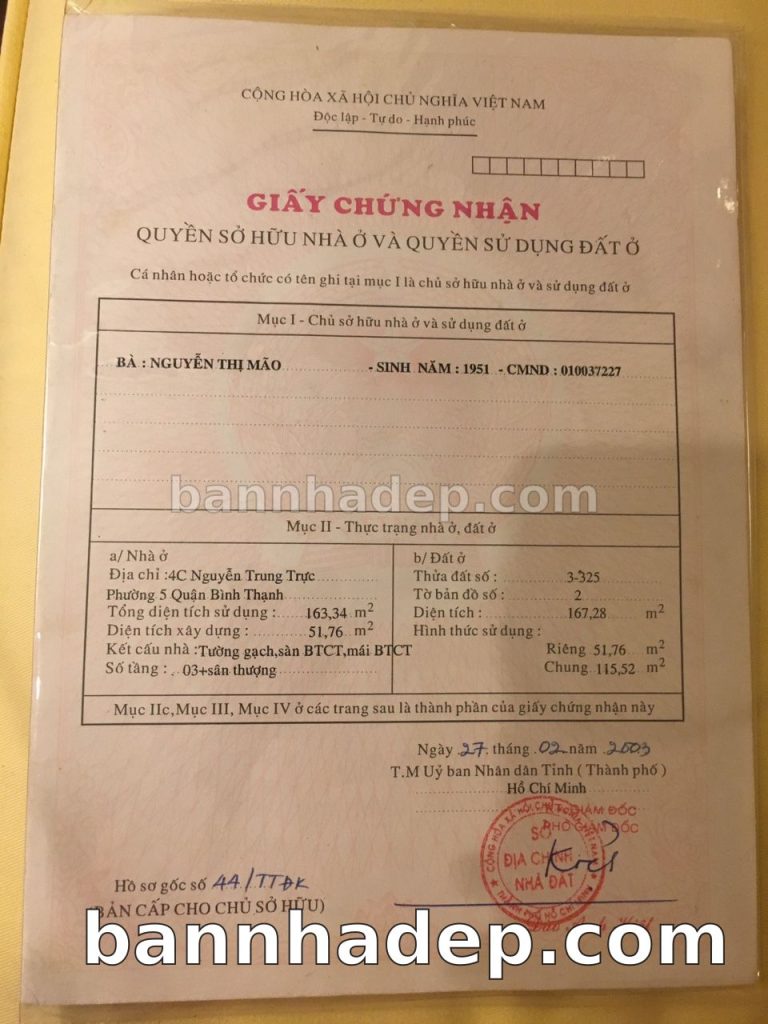 CỘNG HÒA XÃ HỘI CHỦ NGHĨA VIỆT NAM
Độc lập - Tự do - Hạnh phúc
GIẤY CHỨNG NHẬN
QUYỀN SỞ HỮU NHÀ Ở VÀ QUYỀN SỬ DỤNG ĐẤT Ở
Cá nhân hoặc tổ chức có tên ghi tại mục I là chủ sở hữu nhà ở và sử dụng đất ở
Mục I - Chủ sở hữu nhà ở và sử dụng đất ở
BÀ : NGUYỄN THỊ MÃO - SINH NĂM : 1951 - CMND : 010037227
bannhadep.com
Mục II - Thực trạng nhà ở, đất ở
a/ Nhà ở
Địa chỉ :4C Nguyễn Trung Trực
Phường 5 Quận Bình Thạnh
Tổng diện tích sử dụng : 163,34 m2
Diện tích xây dựng : 51,76 m2
Kết cấu nhà :Tường gạch,sàn BTCT,mái BTCT
Số tầng : 03+sân thượng
b/ Đất ở
Thửa đất số : 3-325
Tờ bản đồ số : 2
Diện tích : 167,28 m2
Hình thức sử dụng :
Riêng 51,76 m2
Chung 115,52 m2
Mục IIc,Mục III, Mục IV ở các trang sau là thành phần của giấy chứng nhận này
Ngày 27 tháng 02 năm 2003
T.M Uỷ ban Nhân dân Tỉnh ( Thành phố )
Hồ Chí Minh
GIÁM ĐỐC
PHÓ GIÁM ĐỐC
SỞ
ĐỊA CHÍNH
NHÀ ĐẤT
Hồ sơ gốc số 44/TTĐK
(BẢN CẤP CHO CHỦ SỞ HỮU)
bannhadep.com